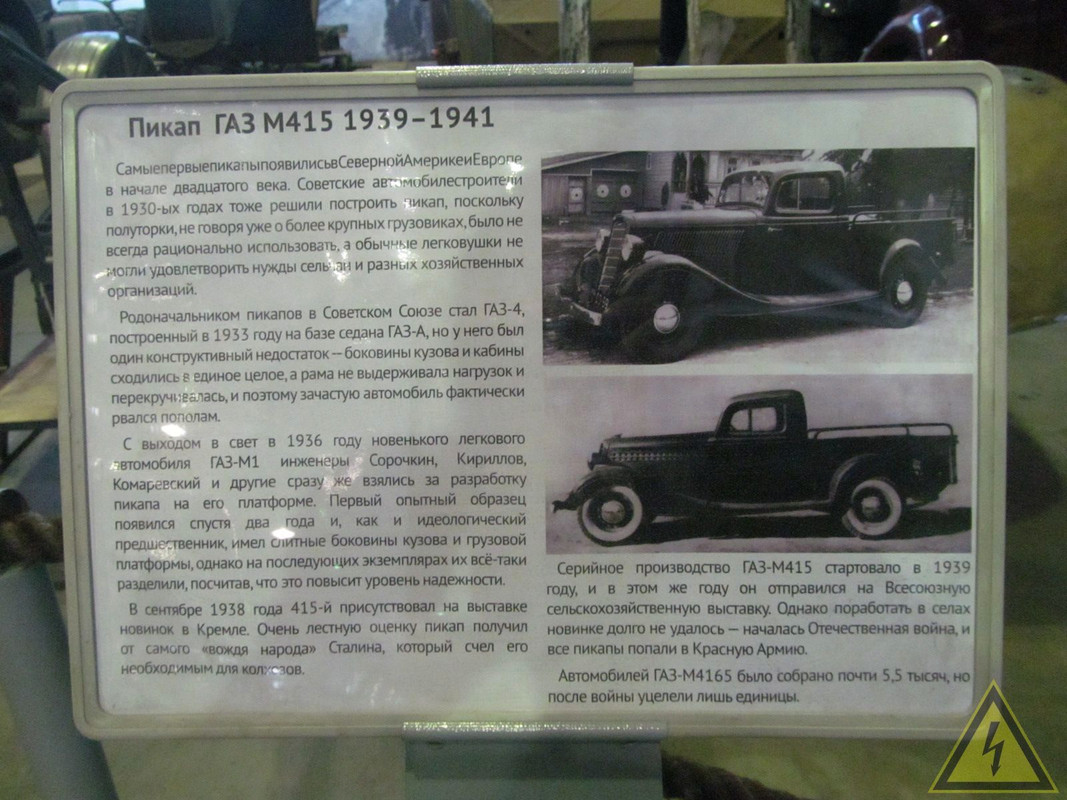 Пикап ГАЗ М415 1939–1941
СамыепервыепикапыпоявилисьвСевернойАмерикеиЕвропе
в начале двадцатого века. Советские автомобилестроители
в 1930-ых годах тоже решили построить пикап, поскольку
полуторки, не говоря уже о более крупных грузовиках, было не
всегда рационально использовать, а обычные легковушки не
могли удовлетворить нужды сельчан и разных хозяйственных
организаций.
Родоначальником пикапов в Советском Союзе стал ГАЗ-4,
построенный в 1933 году на базе седана ГАЗ-А, но у него был
один конструктивный недостаток — боковины кузова и кабины
сходились в единое целое, а рама не выдерживала нагрузок и
перекручивалась, и поэтому зачастую автомобиль фактически
рвался пополам.
С выходом в свет в 1936 году новенького легкового
автомобиля ГАЗ-М1 инженеры Сорочкин, Кириллов,
Комаревский и другие сразу же взялись за разработку
пикапа на его платформе. Первый опытный образец
появился спустя два года и, как и идеологический
предшественник, имел слитные боковины кузова и грузовой
платформы, однако на последующих экземплярах их всё-таки
разделили, посчитав, что это повысит уровень надежности.
В сентябре 1938 года 415-й присутствовал на выставке
новинок в Кремле. Очень лестную оценку пикап получил
от самого «вождя народа» Сталина, который счел его
необходимым для колхозов.
Серийное производство ГАЗ-М415 стартовало в 1939
году, и в этом же году он отправился на Всесоюзную
сельскохозяйственную выставку. Однако поработать в селах
новинке долго не удалось — началась Отечественная война, и
все пикапы попали в Красную Армию.
Автомобилей ГАЗ-М4165 было собрано почти 5,5 тысяч, но
после войны уцелели лишь единицы.